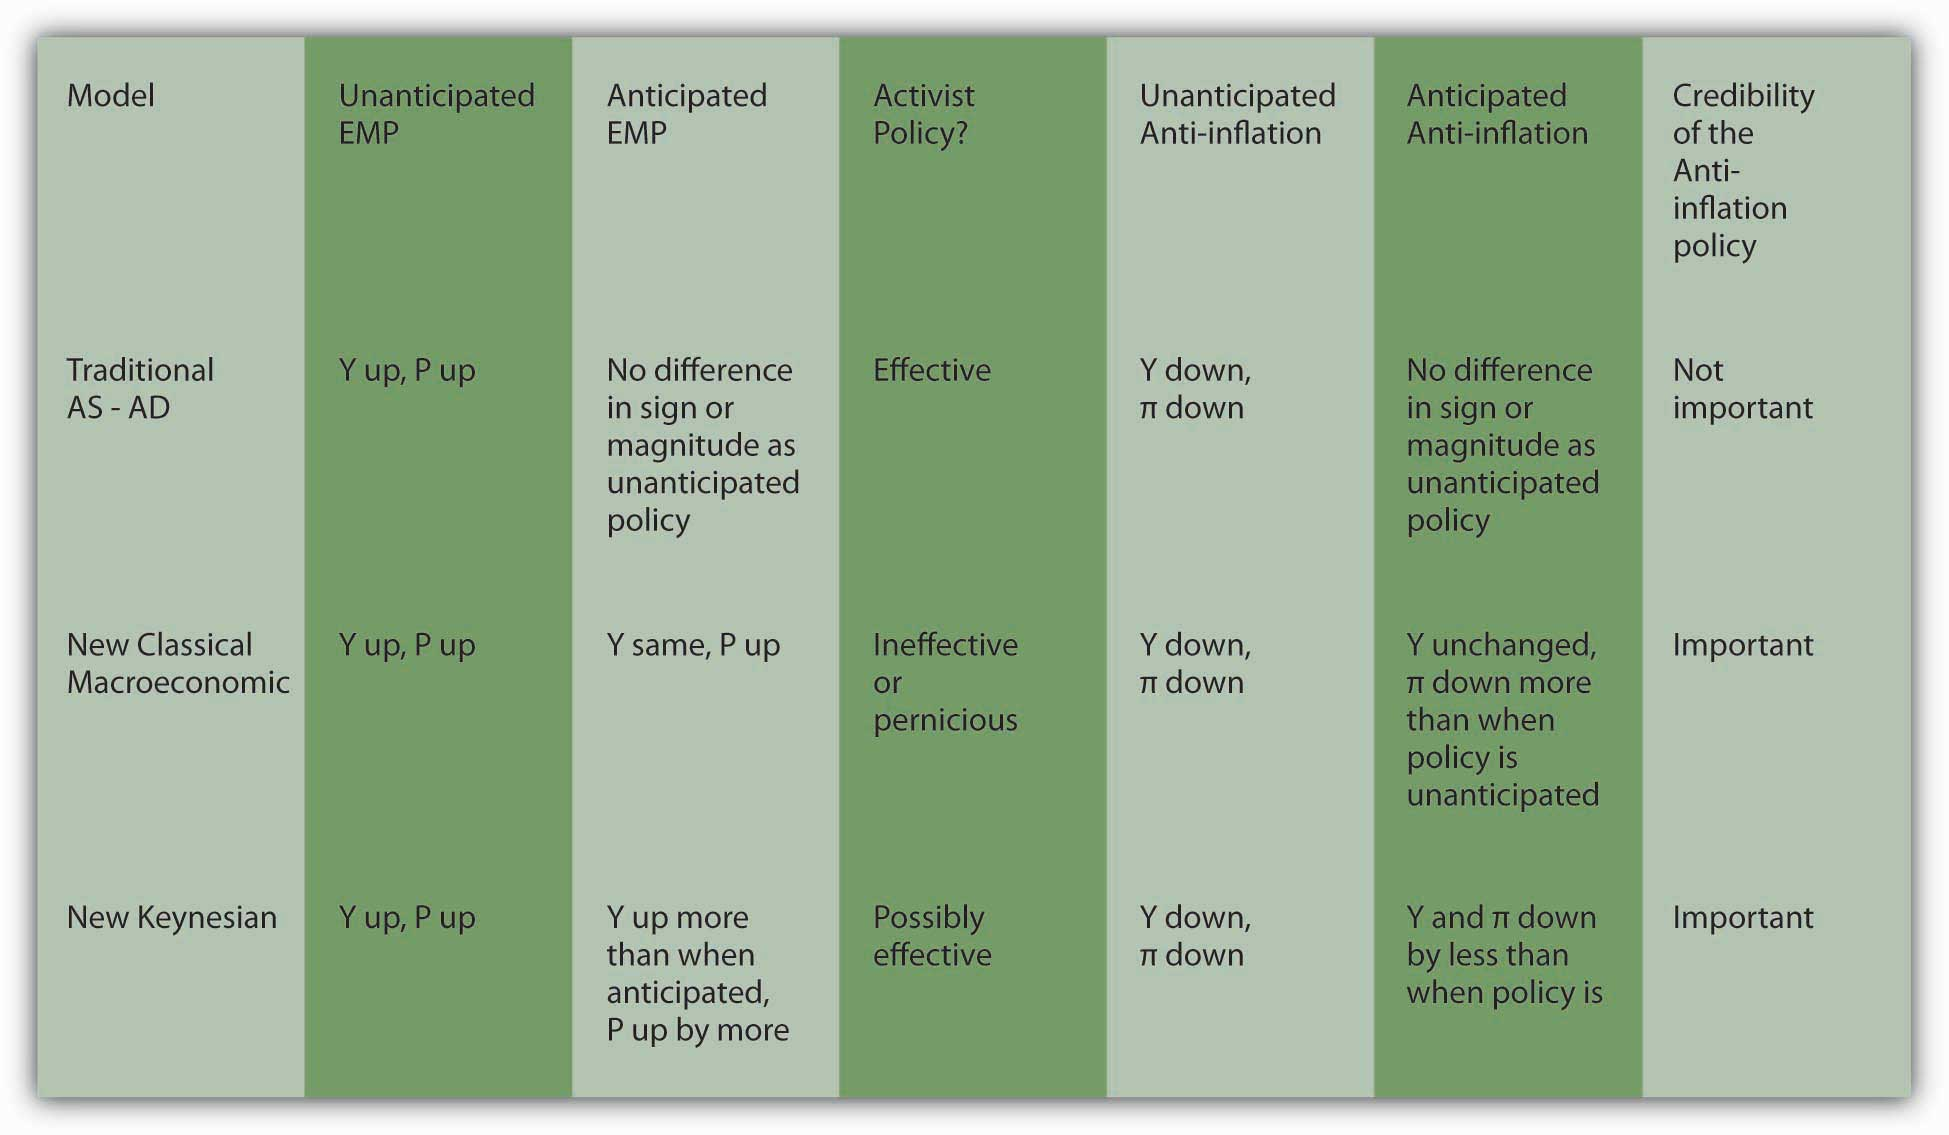 Model
Unanticipated
EMP
Anticipated
EMP
Activist
Policy?
Unanticipated
Anti-inflation
Anticipated
Anti-inflation
Credibility
of the
Anti-
inflation
policy
Traditional
AS - AD
Y up, P up
No difference
in sign or
magnitude as
unanticipated
policy
Effective
Y down,
π down
No difference
in sign or
magnitude as
unanticipated
policy
Not
important
New Classical
Macroeconomic
Y up, P up
Y same, P up
Ineffective
or
pernicious
Y down,
π down
Y unchanged,
π down more
than when
policy is
unanticipated
Important
New Keynesian
Y up, P up
Y up more
than when
anticipated,
P up by more
Possibly
effective
Y down,
π down
Y and π down
by less than
when policy is
Important